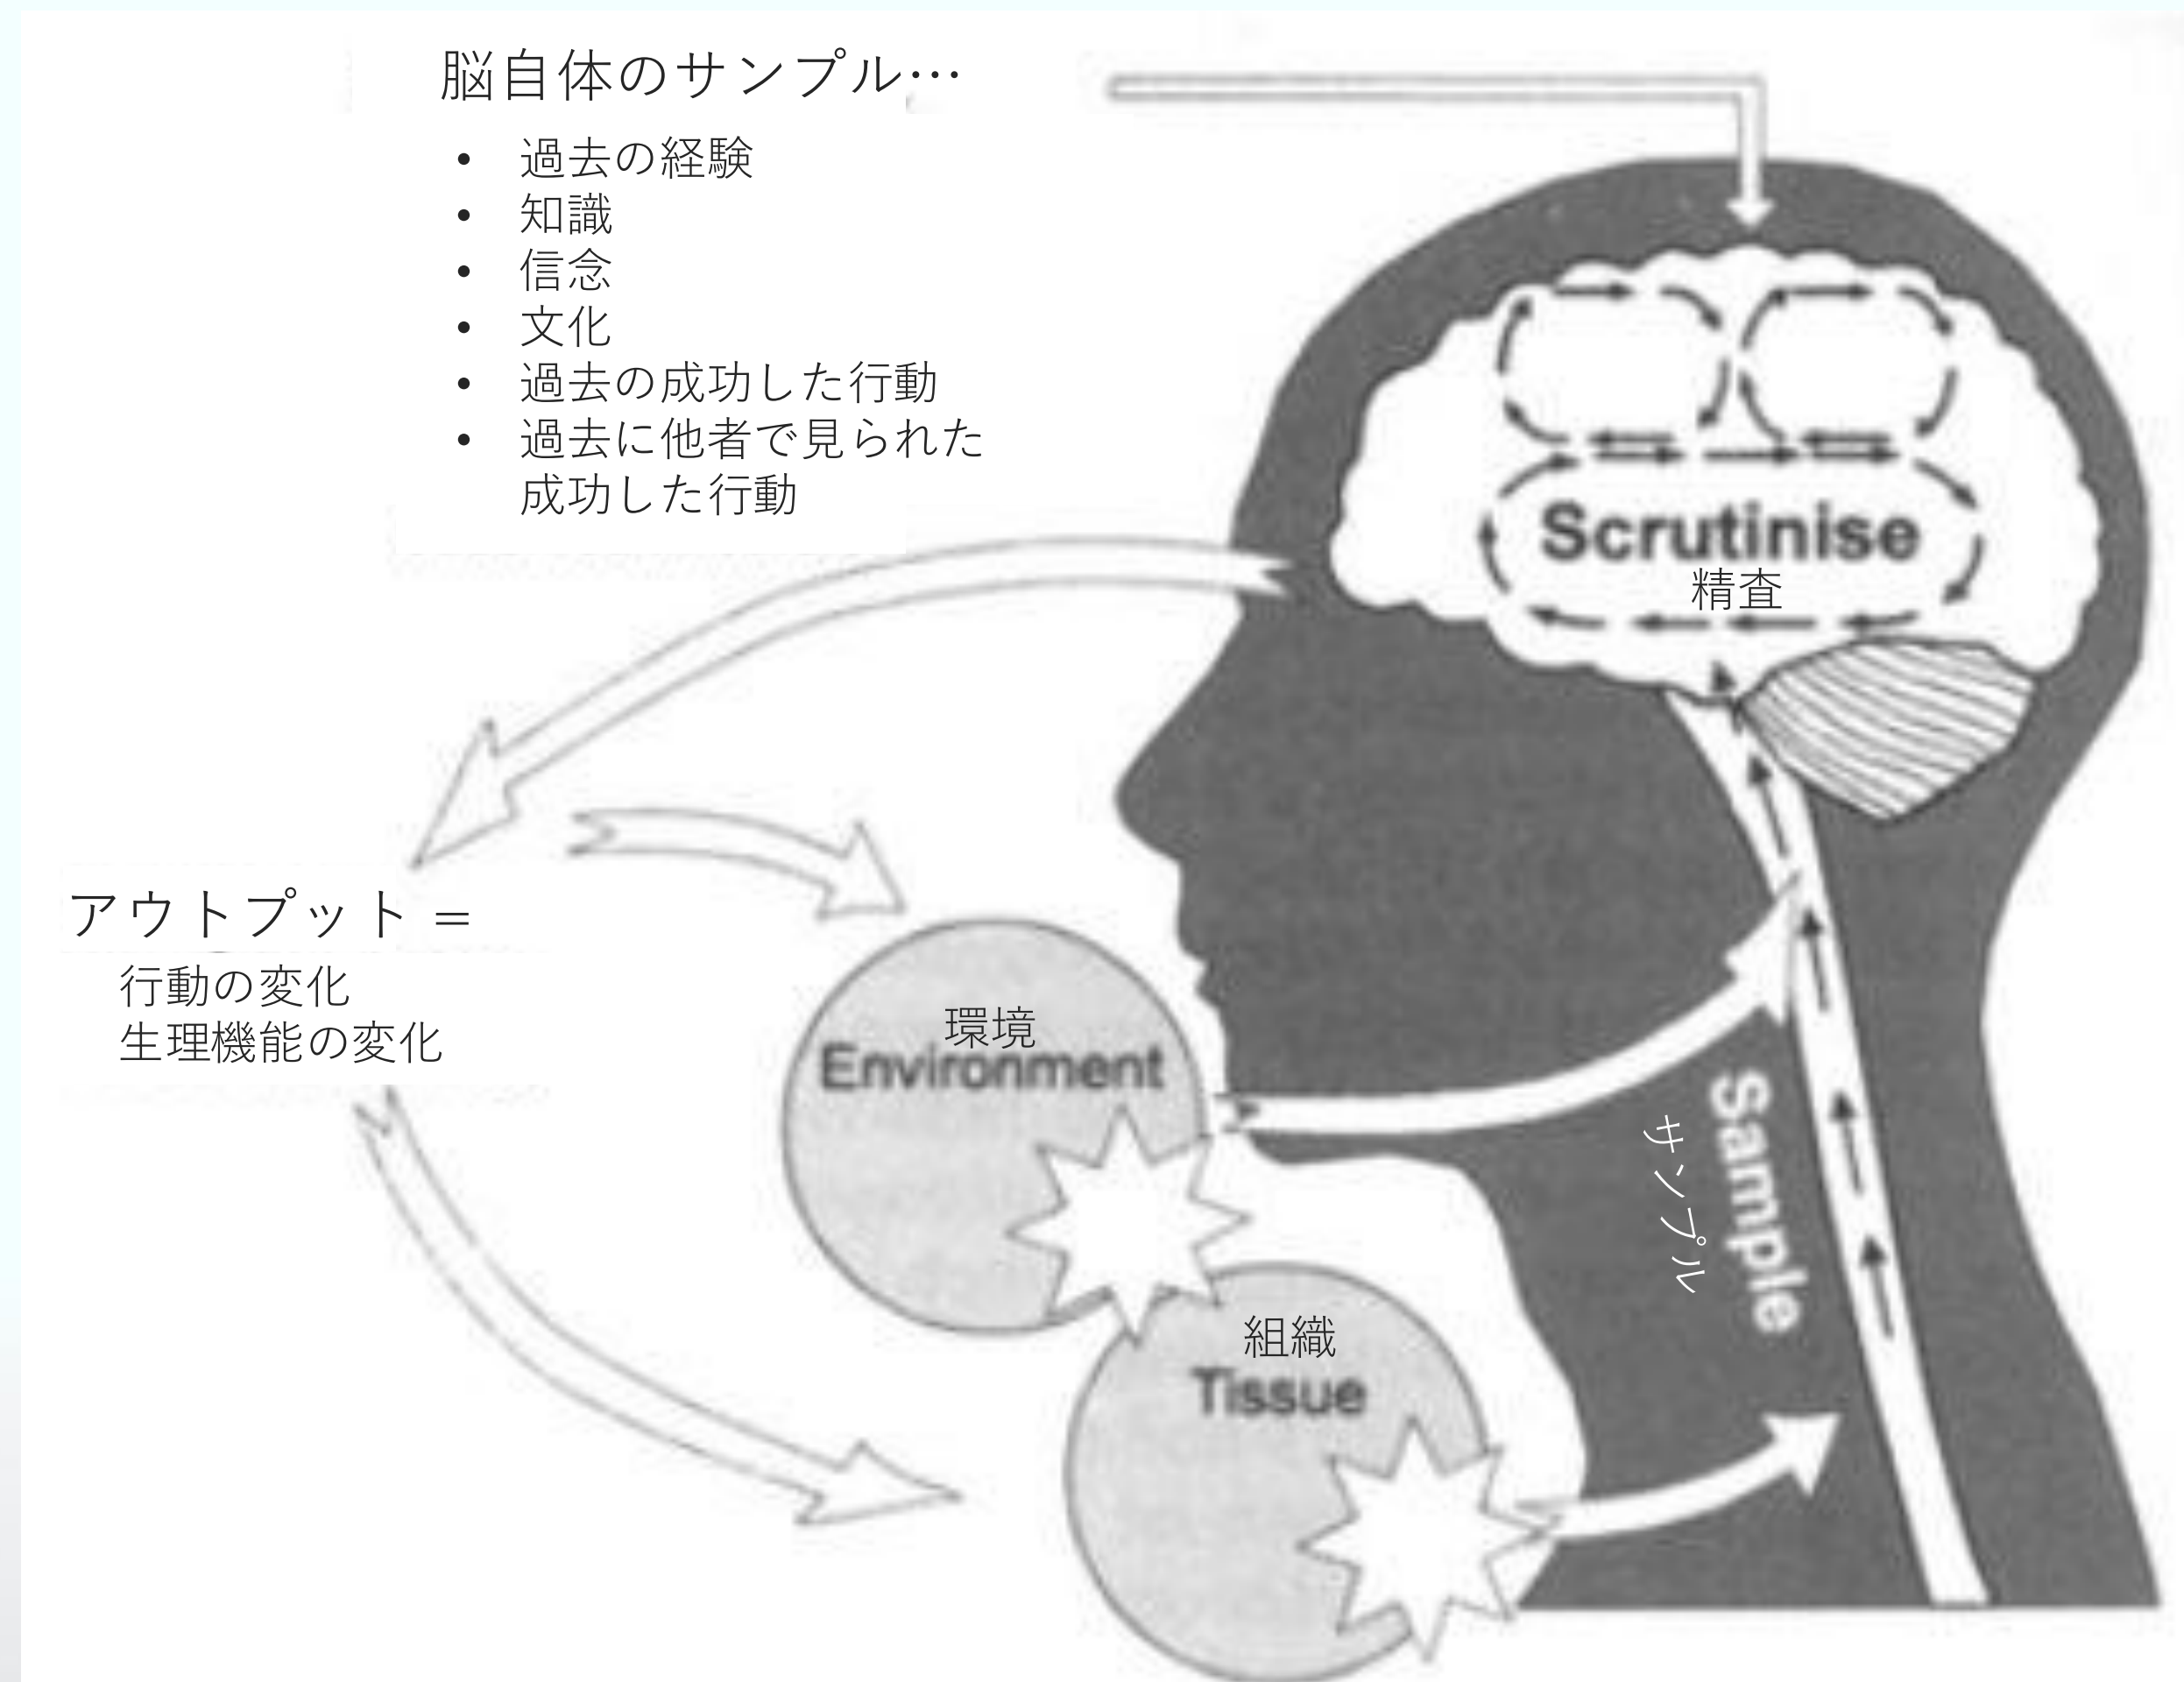 脳自体のサンプル…
• 過去の経験
• 知識
• 信念
• 文化
• 過去の成功した行動
• 過去に他者で見られた
成功した行動
Scrutinise
精査
アウトプット =
行動の変化
生理機能の変化
環境
Environment
Sample
サンプル
組織
Tissue